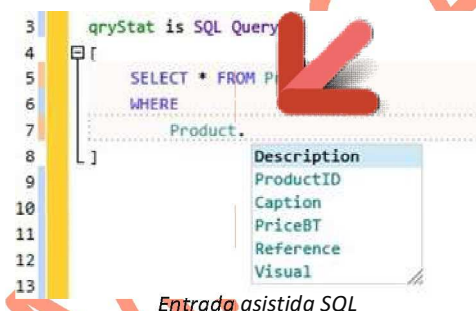 3 qryStat is SQL Query
4 [
5 SELECT * FROM
6 WHERE
7 Product.
8 ]
9
10
11
12
13
Description
ProductID
Caption
PriceBT
Reference
Visual
Entrada asistida SQL